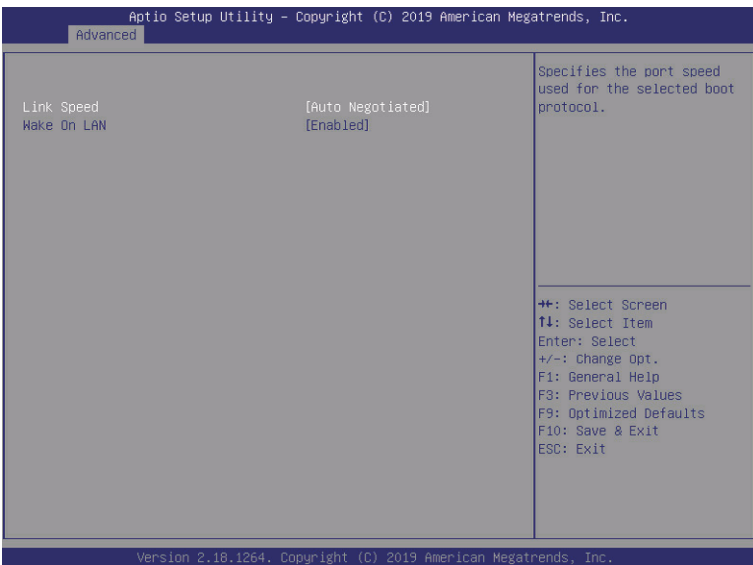 Aptio Setup Utility – Copyright (C) 2019 American Megatrends, Inc.
Advanced
Link Speed [Auto Negotiated]
Wake On LAN [Enabled]
Specifies the port speed
used for the selected boot
protocol.
→←: Select Screen
↑↓: Select Item
Enter: Select
+/-: Change Opt.
F1: General Help
F3: Previous Values
F9: Optimized Defaults
F10: Save & Exit
ESC: Exit
Version 2.18.1264. Copyright (C) 2019 American Megatrends, Inc.